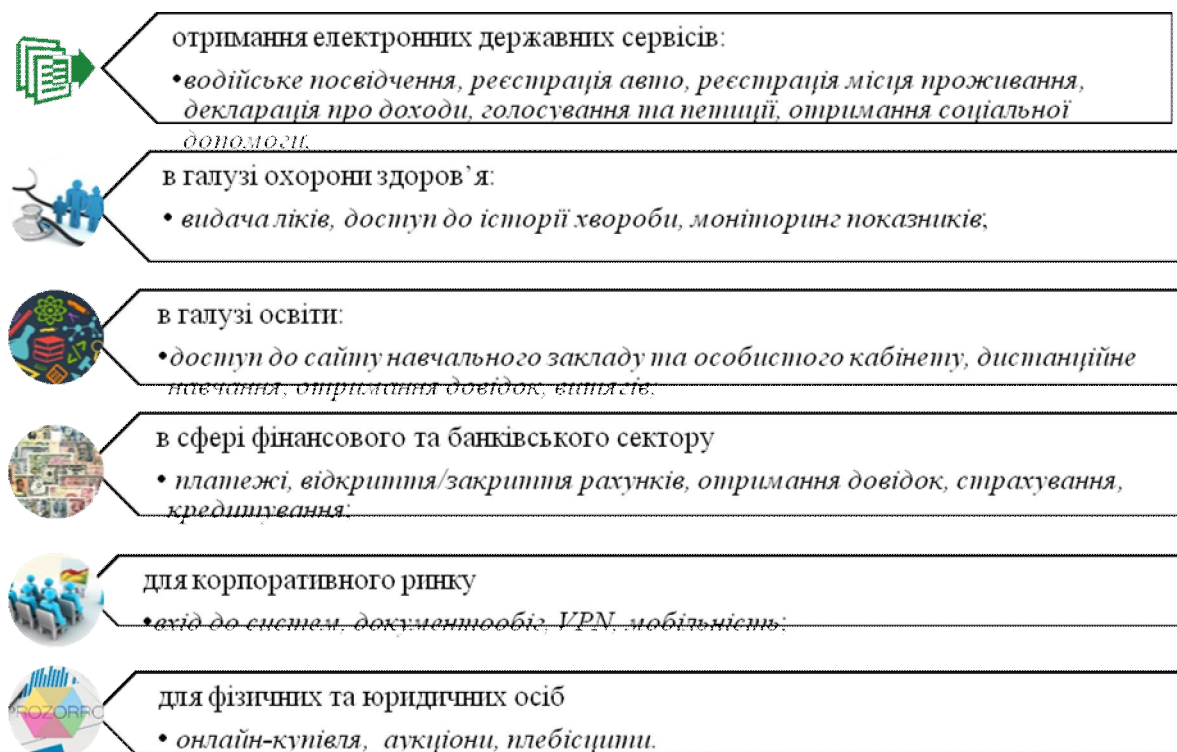 отримання електронних державних сервісів:
•водійське посвідчення, реєстрація авто, реєстрація місця проживання,
декларація про доходи, голосування та петиції, отримання соціальної
допомоги;
в галузі охорони здоров’я:
• видача ліків, доступ до історії хвороби, моніторинг показників;
в галузі освіти:
•доступ до сайту навчального закладу та особистого кабінету, дистанційне
навчання, отримання довідок, витягів;
в сфері фінансового та банківського сектору
• платежі, відкриття/закриття рахунків, отримання довідок, страхування,
кредитування;
для корпоративного ринку
•вхід до систем, документообіг, VPN, мобільність;
PROZORRO
для фізичних та юридичних осіб
• онлайн-купівля, аукціони, плебісцити.